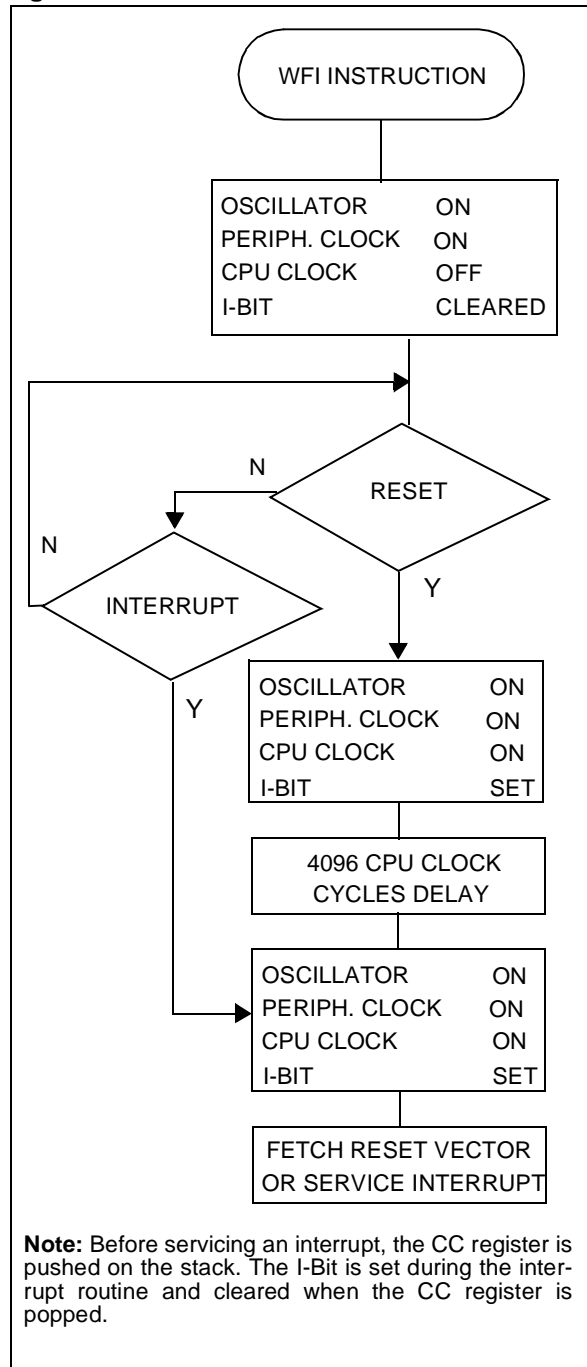 WFI INSTRUCTION
OSCILLATOR ON
PERIPH. CLOCK ON
CPU CLOCK OFF
I-BIT CLEARED
N
RESET
N
INTERRUPT
Y
Y
OSCILLATOR ON
PERIPH. CLOCK ON
CPU CLOCK ON
I-BIT SET
4096 CPU CLOCK
CYCLES DELAY
OSCILLATOR ON
PERIPH. CLOCK ON
CPU CLOCK ON
I-BIT SET
FETCH RESET VECTOR
OR SERVICE INTERRUPT
Note: Before servicing an interrupt, the CC register is
pushed on the stack. The I-Bit is set during the inter-
rupt routine and cleared when the CC register is
popped.